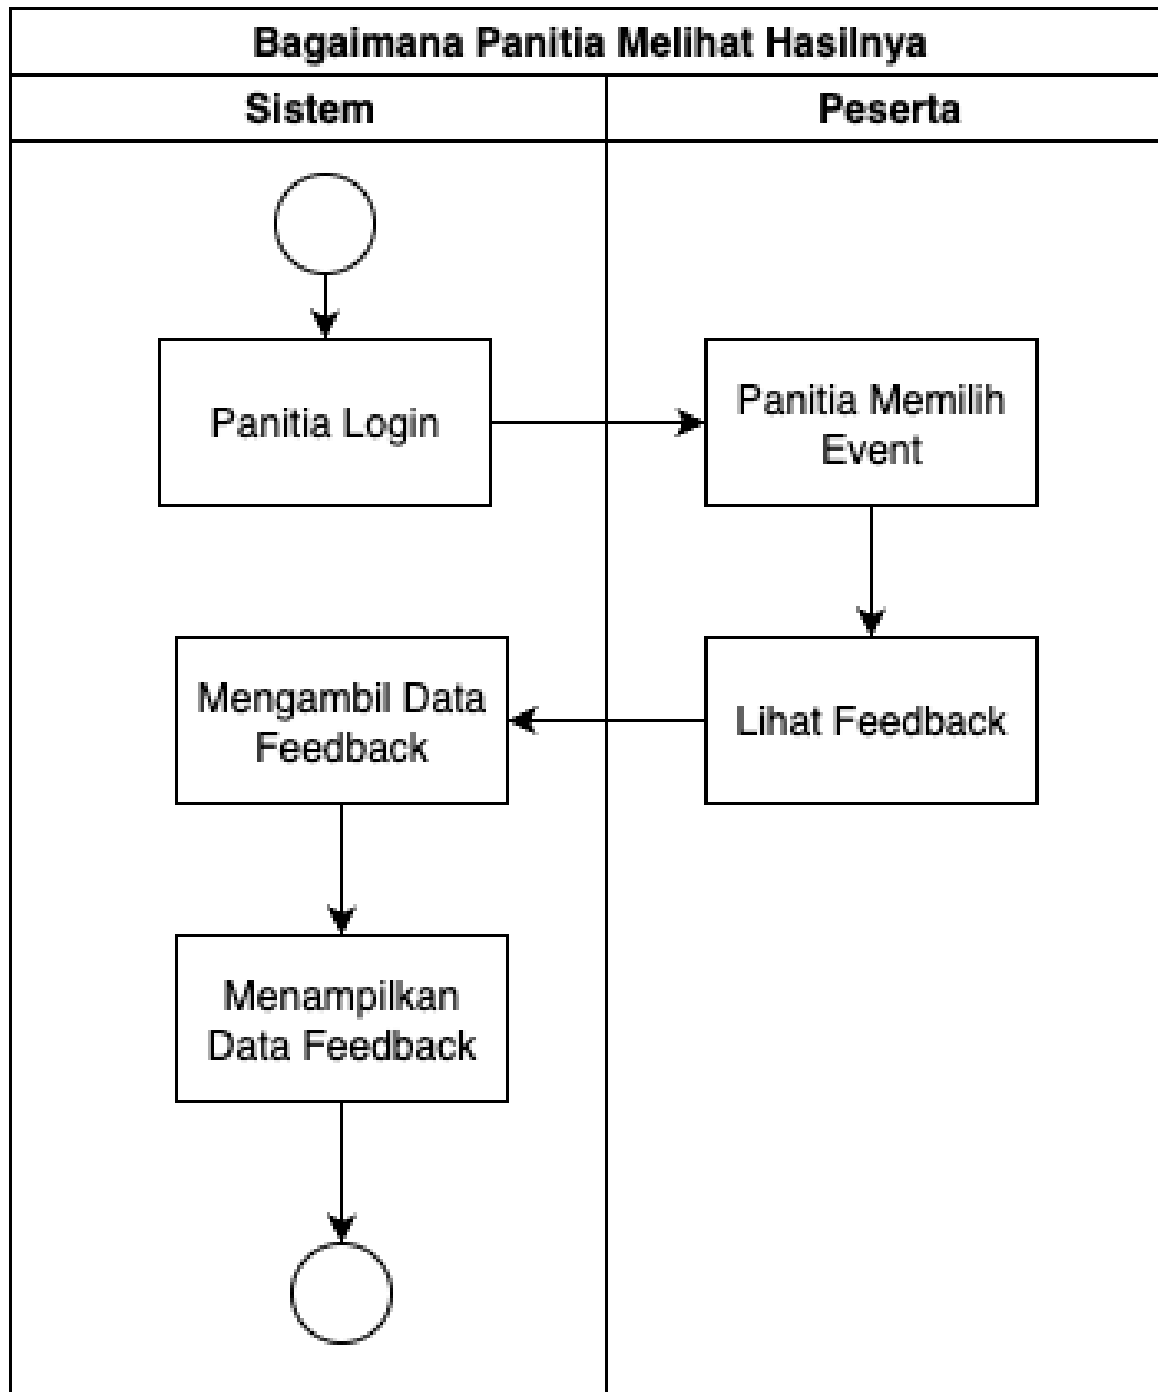 Bagaimana Panitia Melihat Hasilnya
Sistem
Peserta
Panitia Login
Panitia Memilih
Event
Mengambil Data
Feedback
Lihat Feedback
Menampilkan
Data Feedback